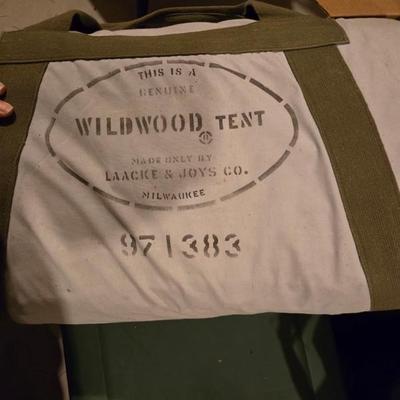 THIS IS A
GENUINE
WILDWOOD TENT
MADE ONLY BY
LAACKE & JOYS CO.
MILWAUKEE
971383